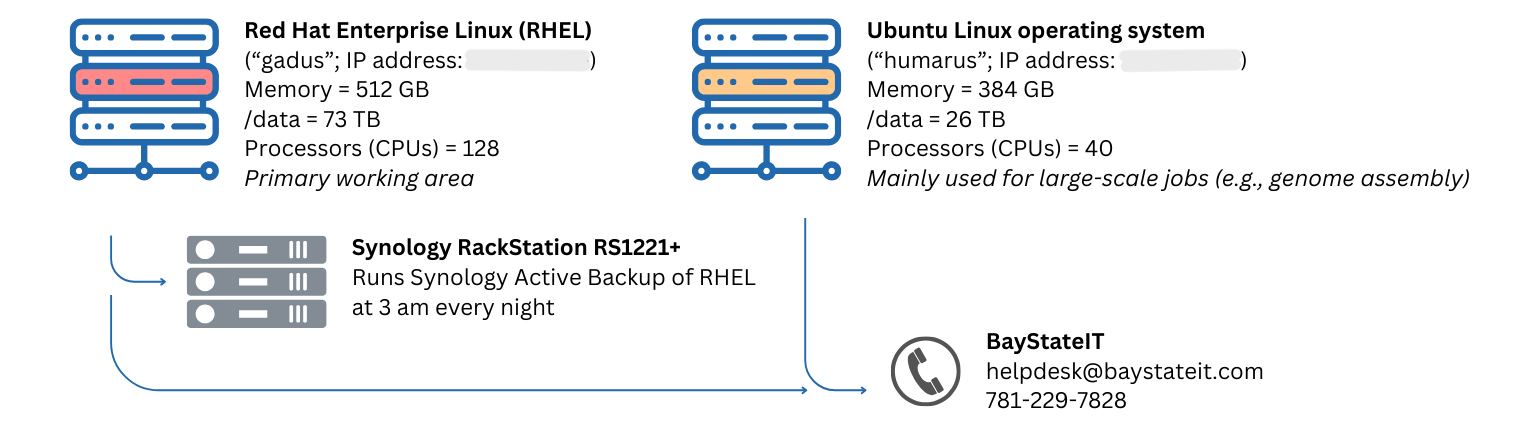 Red Hat Enterprise Linux (RHEL)
(“gadus”; IP address: )
Memory = 512 GB
/data = 73 TB
Processors (CPUs) = 128
Primary working area
Ubuntu Linux operating system
(“humarus”; IP address: )
Memory = 384 GB
/data = 26 TB
Processors (CPUs) = 40
Mainly used for large-scale jobs (e.g., genome assembly)
Synology RackStation RS1221+
Runs Synology Active Backup of RHEL
at 3 am every night
BayStateIT
helpdesk@baystateit.com
781-229-7828